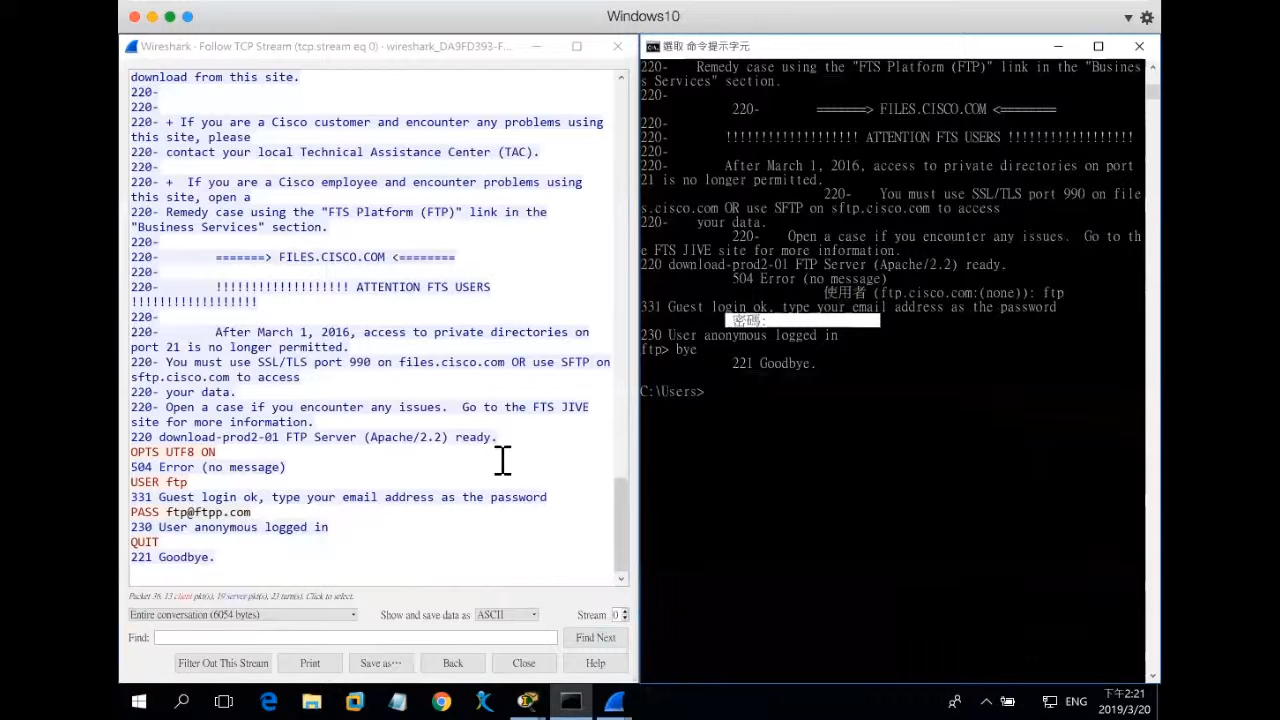 Windows10
Wireshark - Follow TCP Stream (tcp.stream eq 0) - wireshark_DA9FD393-F...
download from this site.
220-
220-
220- + If you are a Cisco customer and encounter any problems using
this site, please
220- contact your local Technical Assistance Center (TAC).
220-
220- +  If you are a Cisco employee and encounter problems using
this site, open a
220- Remedy case using the "FTS Platform (FTP)" link in the
"Business Services" section.
220-
220-        =======> FILES.CISCO.COM <========
220-
220-        !!!!!!!!!!!!!!!!!!! ATTENTION FTS USERS
!!!!!!!!!!!!!!!!!!
220-
220-        After March 1, 2016, access to private directories on
port 21 is no longer permitted.
220- You must use SSL/TLS port 990 on files.cisco.com OR use SFTP on
sftp.cisco.com to access
220- your data.
220- Open a case if you encounter any issues.  Go to the FTS JIVE
site for more information.
220 download-prod2-01 FTP Server (Apache/2.2) ready.
OPTS UTF8 ON
504 Error (no message)
USER ftp
331 Guest login ok, type your email address as the password
PASS ftp@ftpp.com
230 User anonymous logged in
QUIT
221 Goodbye.
Packet 36. 13 client pkt(s), 19 server pkt(s), 23 turn(s). Click to select.
Entire conversation (6054 bytes)
Show and save data as ASCII
Stream 0
Find:
Find Next
Filter Out This Stream
Print
Save as…
Back
Close
Help
選取 命令提示字元
220-    Remedy case using the "FTS Platform (FTP)" link in the "Busines
s Services" section.
220-
220-        =======> FILES.CISCO.COM <========
220-
220-        !!!!!!!!!!!!!!!!!!! ATTENTION FTS USERS !!!!!!!!!!!!!!!!!!
220-
220-        After March 1, 2016, access to private directories on port
21 is no longer permitted.
220-    You must use SSL/TLS port 990 on file
s.cisco.com OR use SFTP on sftp.cisco.com to access
220-    your data.
220-    Open a case if you encounter any issues.  Go to th
e FTS JIVE site for more information.
220 download-prod2-01 FTP Server (Apache/2.2) ready.
504 Error (no message)
使用者 (ftp.cisco.com:(none)): ftp
331 Guest login ok, type your email address as the password
密碼:
230 User anonymous logged in
ftp> bye
221 Goodbye.
C:\Users>
ENG
下午 2:21
2019/3/20